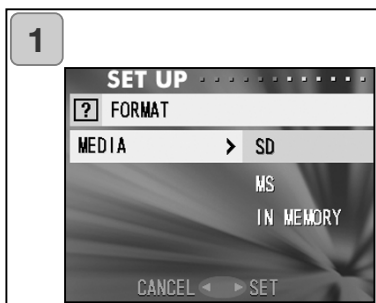 1
SET UP
? FORMAT
MEDIA > SD
MS
IN MEMORY
CANCEL ◀ ▶ SET